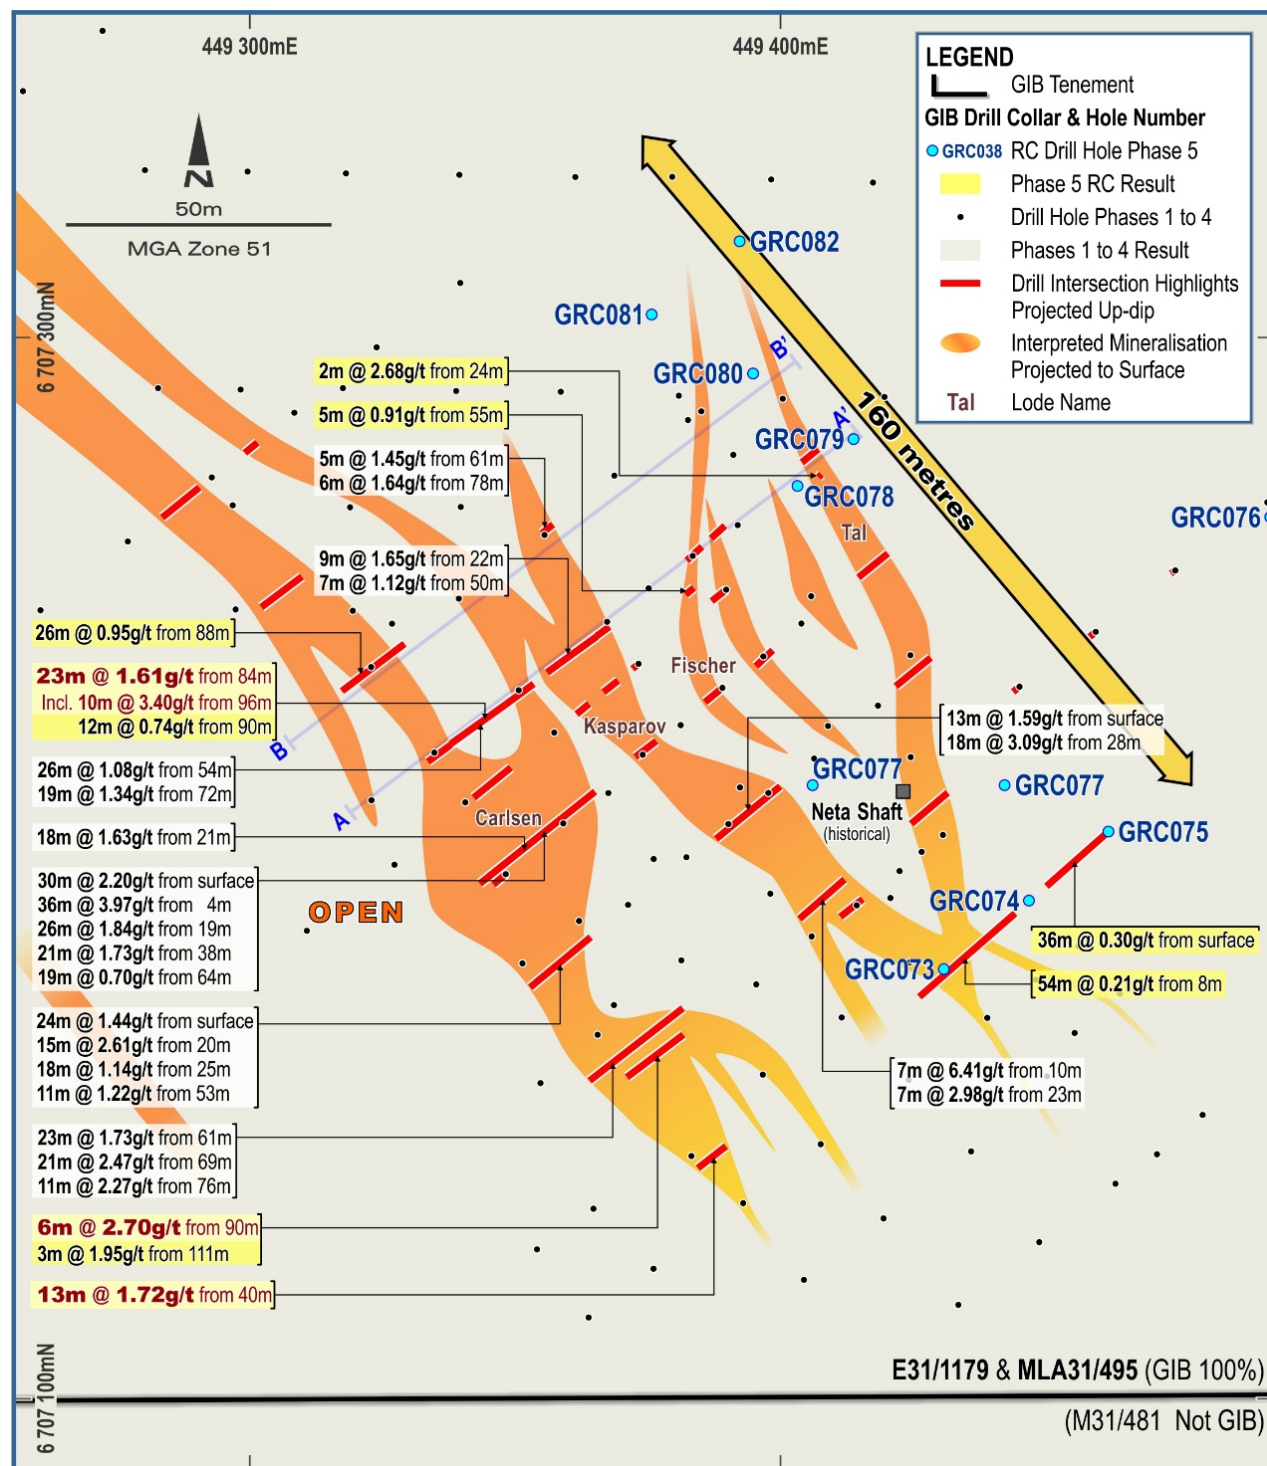 449 300mE
449 400mE
LEGEND
GIB Tenement
GIB Drill Collar & Hole Number
GRC038 RC Drill Hole Phase 5
Phase 5 RC Result
Drill Hole Phases 1 to 4
Phases 1 to 4 Result
Drill Intersection Highlights
Projected Up-dip
Interpreted Mineralisation
Projected to Surface
Tal Lode Name
N
50m
MGA Zone 51
6 707 300mN
GRC082
GRC081
GRC080
B'
A'
GRC079
GRC078
160 metres
GRC076
2m @ 2.68g/t from 24m
5m @ 0.91g/t from 55m
5m @ 1.45g/t from 61m
6m @ 1.64g/t from 78m
Tal
9m @ 1.65g/t from 22m
7m @ 1.12g/t from 50m
26m @ 0.95g/t from 88m
23m @ 1.61g/t from 84m
Incl. 10m @ 3.40g/t from 96m
12m @ 0.74g/t from 90m
Fischer
Kasparov
13m @ 1.59g/t from surface
18m @ 3.09g/t from 28m
B
A
26m @ 1.08g/t from 54m
19m @ 1.34g/t from 72m
GRC077
GRC077
Neta Shaft
(historical)
Carlsen
18m @ 1.63g/t from 21m
GRC075
30m @ 2.20g/t from surface
36m @ 3.97g/t from 4m
26m @ 1.84g/t from 19m
21m @ 1.73g/t from 38m
19m @ 0.70g/t from 64m
OPEN
GRC074
36m @ 0.30g/t from surface
GRC073
54m @ 0.21g/t from 8m
24m @ 1.44g/t from surface
15m @ 2.61g/t from 20m
18m @ 1.14g/t from 25m
11m @ 1.22g/t from 53m
7m @ 6.41g/t from 10m
7m @ 2.98g/t from 23m
23m @ 1.73g/t from 61m
21m @ 2.47g/t from 69m
11m @ 2.27g/t from 76m
6m @ 2.70g/t from 90m
3m @ 1.95g/t from 111m
13m @ 1.72g/t from 40m
6 707 100mN
E31/1179 & MLA31/495 (GIB 100%)
(M31/481 Not GIB)